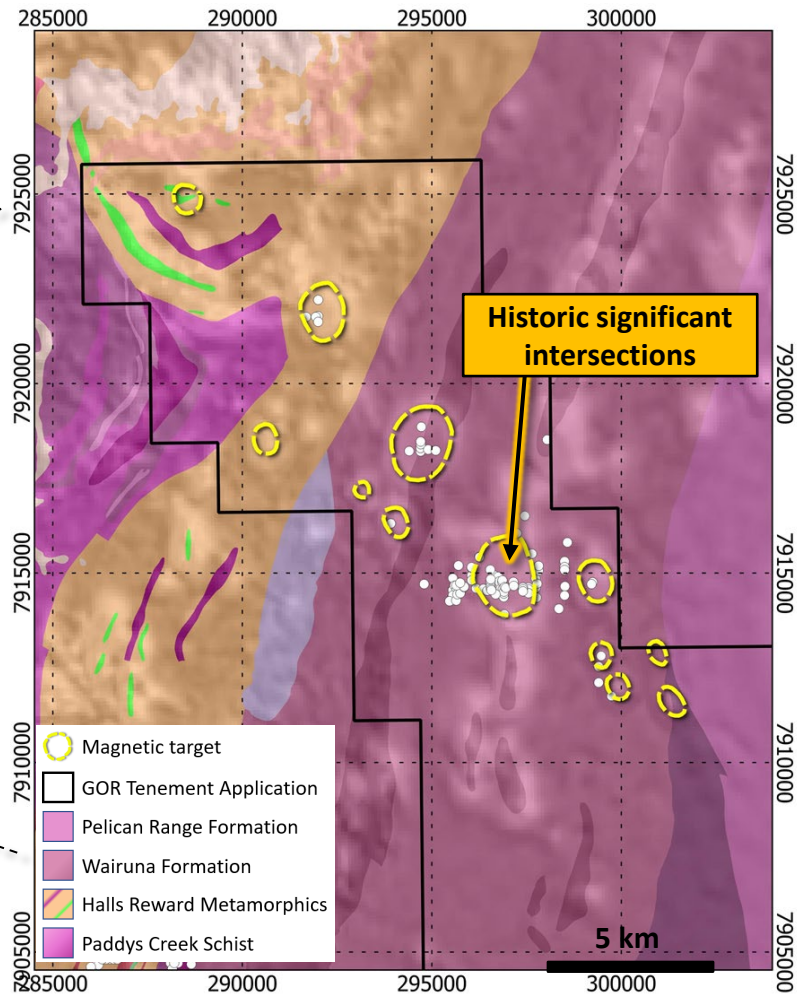 285000
290000
295000
300000
7925000
7925000
Historic significant
intersections
7920000
7920000
7915000
7915000
7910000
7910000
Magnetic target
GOR Tenement Application
Pelican Range Formation
Wairuna Formation
Halls Reward Metamorphics
Paddys Creek Schist
5 km
7905000
7905000
285000
290000
295000
300000